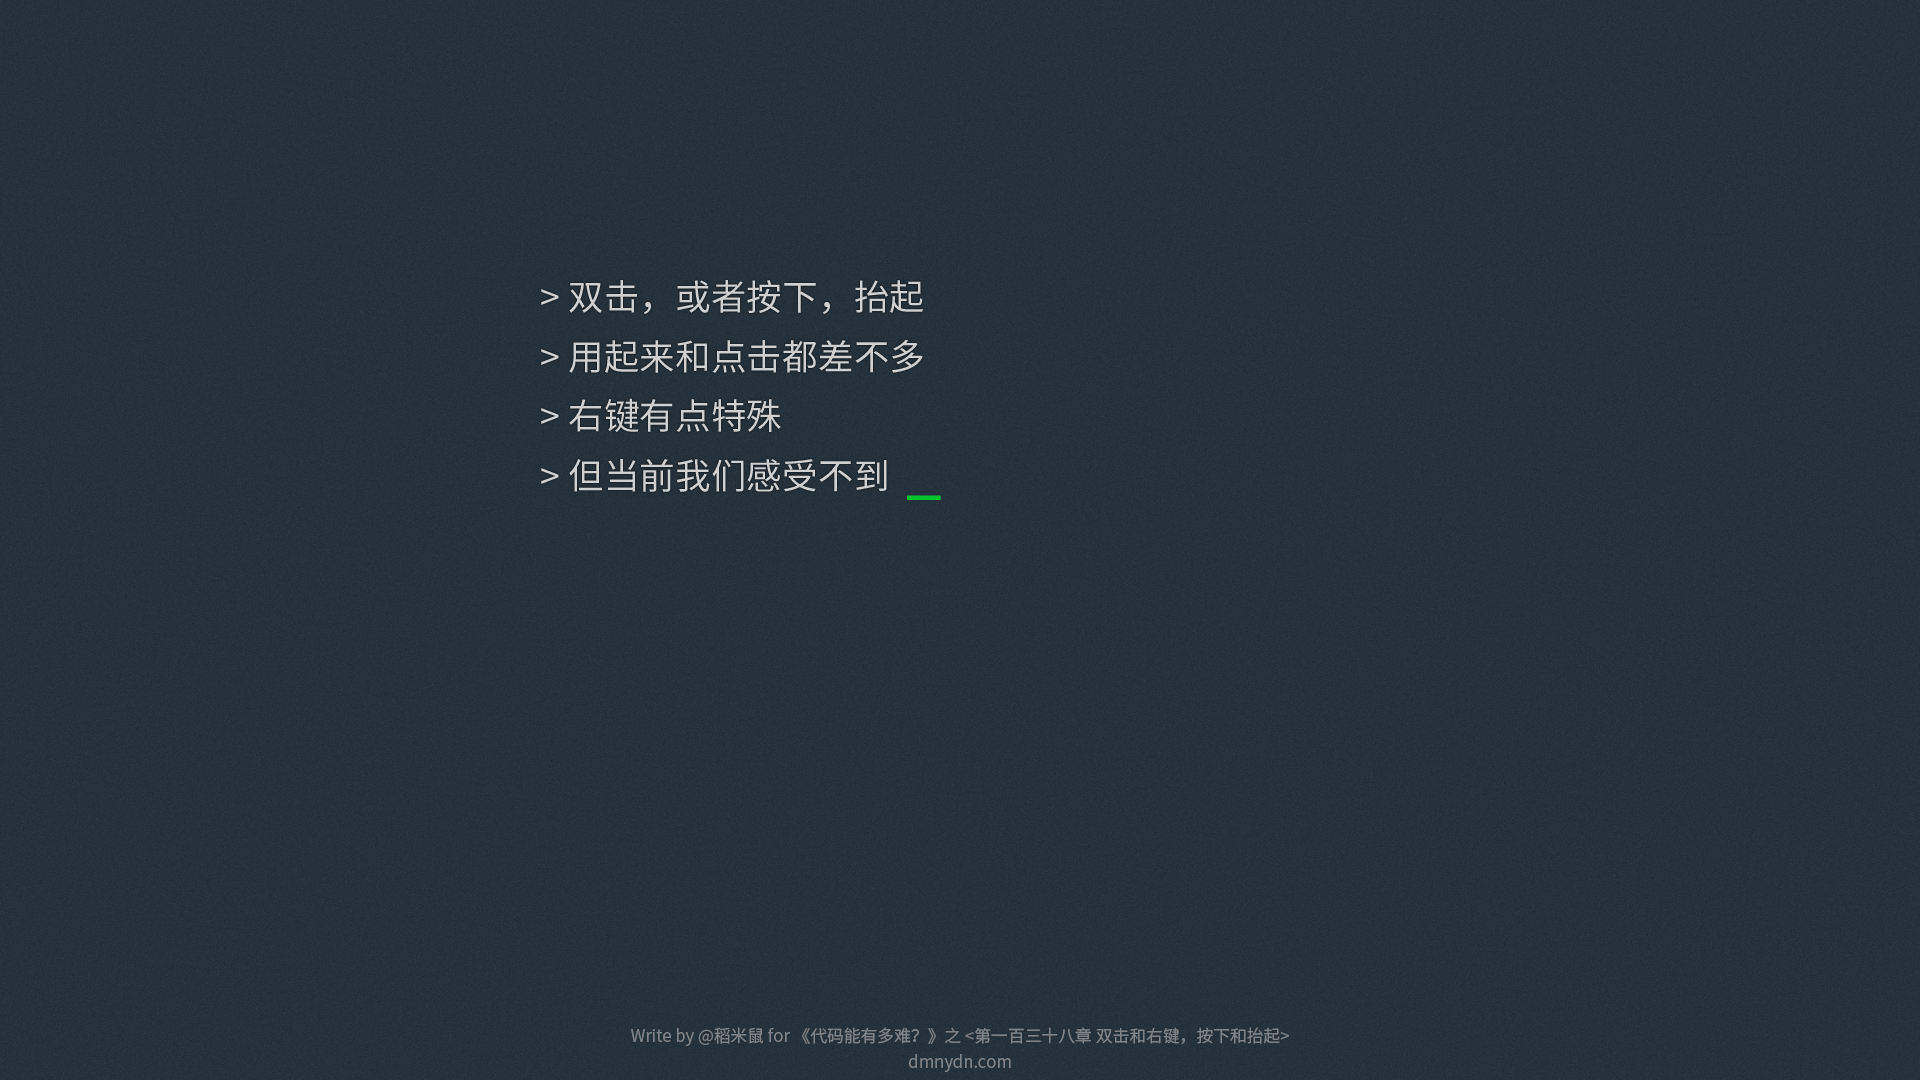 > 双击，或者按下，抬起
> 用起来和点击都差不多
> 右键有点特殊
> 但当前我们感受不到 _
Write by @稻米鼠 for 《代码能有多难？》之 <第一百三十八章 双击和右键，按下和抬起>
dmnydn.com